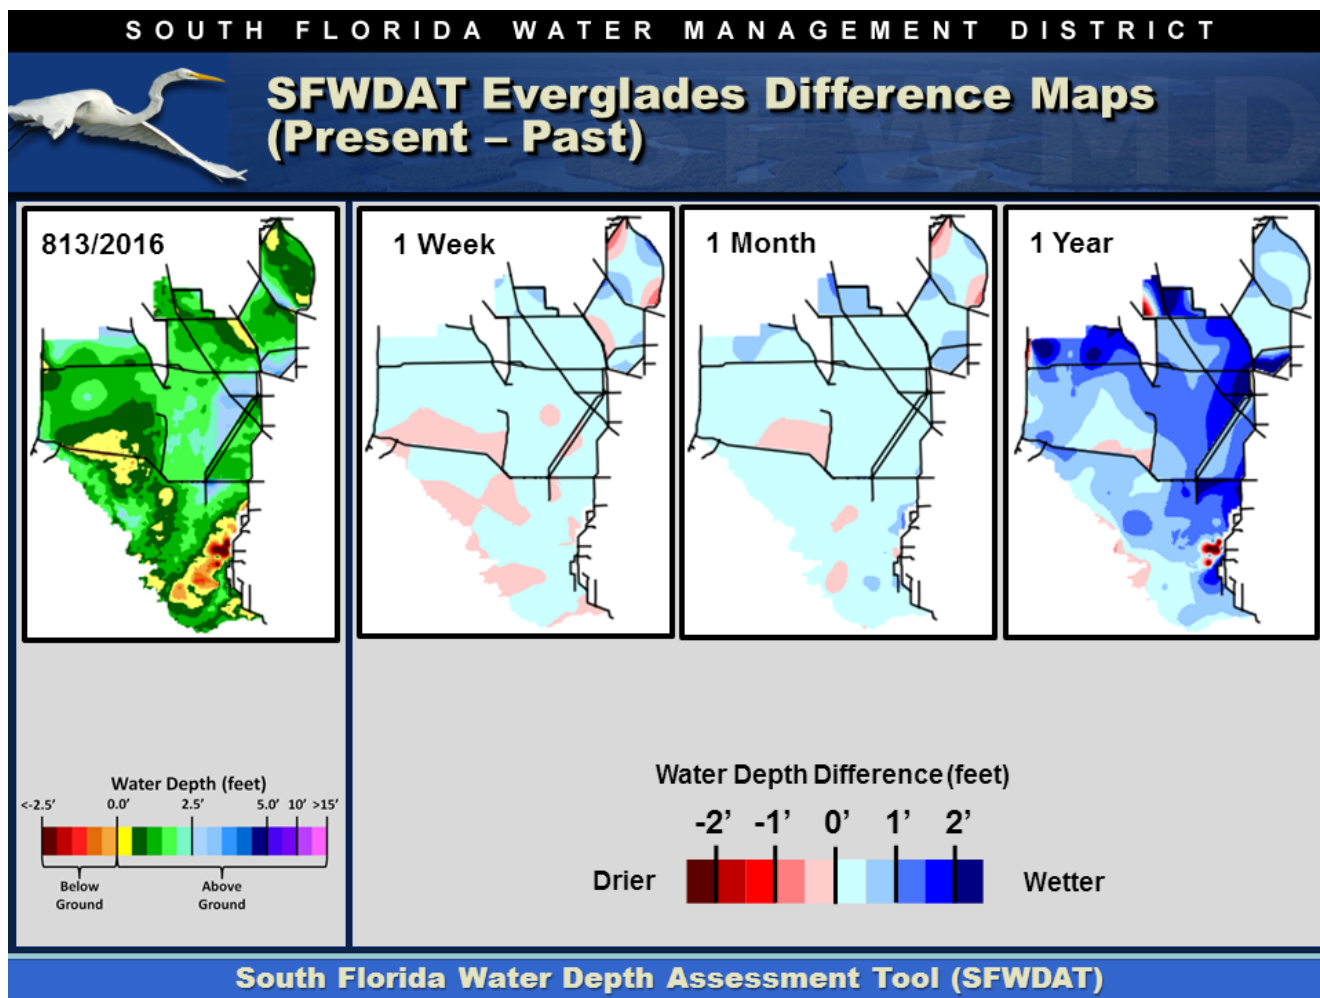 SOUTH FLORIDA WATER MANAGEMENT DISTRICT
SFWDAT Everglades Difference Maps
(Present – Past)
813/2016
1 Week
1 Month
1 Year
Water Depth (feet)
<-2.5’ 0.0’ 2.5’ 5.0’ 10’ >15’
Below
Ground
Above
Ground
Water Depth Difference (feet)
-2’ -1’ 0’ 1’ 2’
Drier
Wetter
South Florida Water Depth Assessment Tool (SFWDAT)